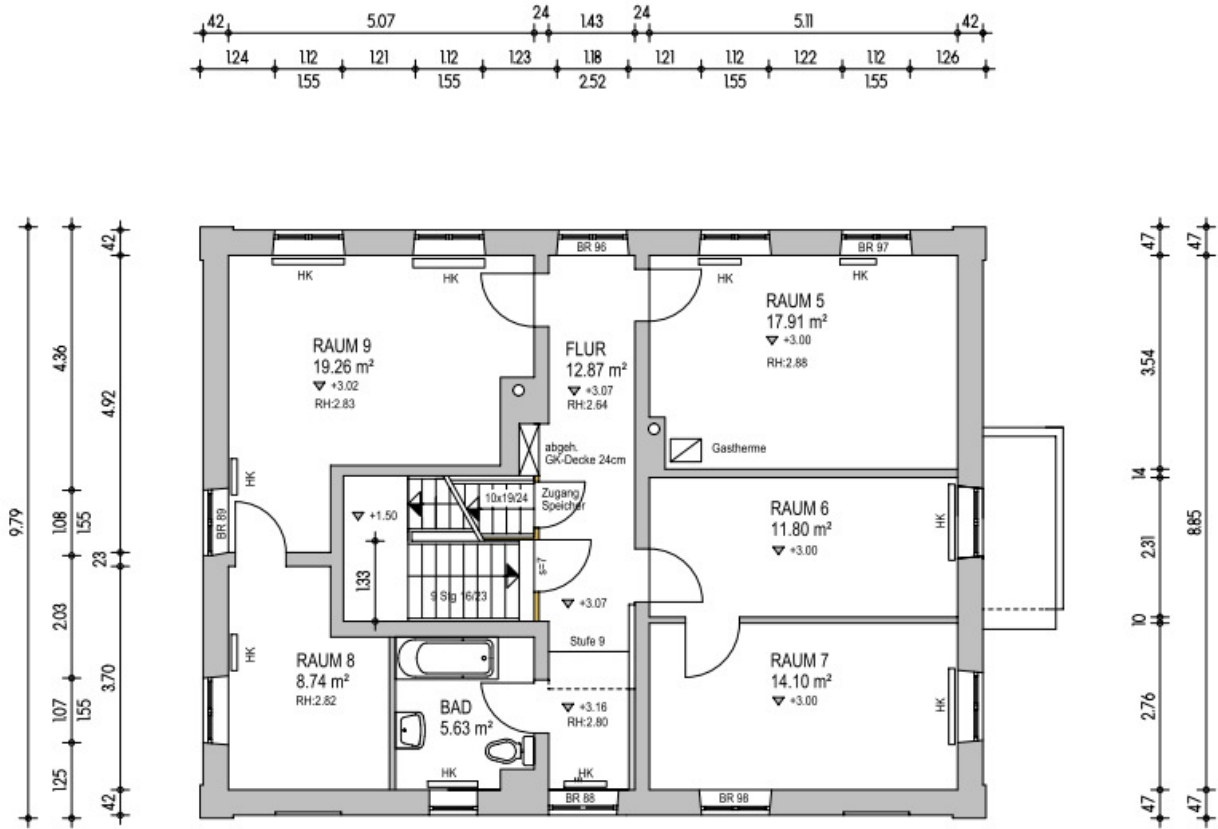 42 5.07 24 1.43 24 5.11 42
1.24 1.12 1.21 1.12 1.23 1.18 1.21 1.12 1.22 1.12 1.26
1.55 1.55 2.52 1.55 1.55
9.79
4.36 1.08 1.55 2.03 1.07 1.55 1.25
42 4.92 23 3.70 42
BR 96
BR 97
HK
HK
HK
HK
RAUM 9
19.26 m²
+3.02
RH:2.83
FLUR
12.87 m²
+3.07
RH:2.64
RAUM 5
17.91 m²
+3.00
RH:2.88
abgeh.
GK-Decke 24cm
Gastherme
HK
BR 89
+1.50
10x19/24
Zugang
Speicher
1.33
9 Stg 16/23
s=7
+3.07
Stufe 9
RAUM 6
11.80 m²
+3.00
HK
RAUM 8
8.74 m²
RH:2.82
HK
BAD
5.63 m²
HK
+3.16
RH:2.80
HK
BR 88
RAUM 7
14.10 m²
+3.00
HK
BR 98
47 3.54 14 2.31 10 2.76 47
47 8.85 47